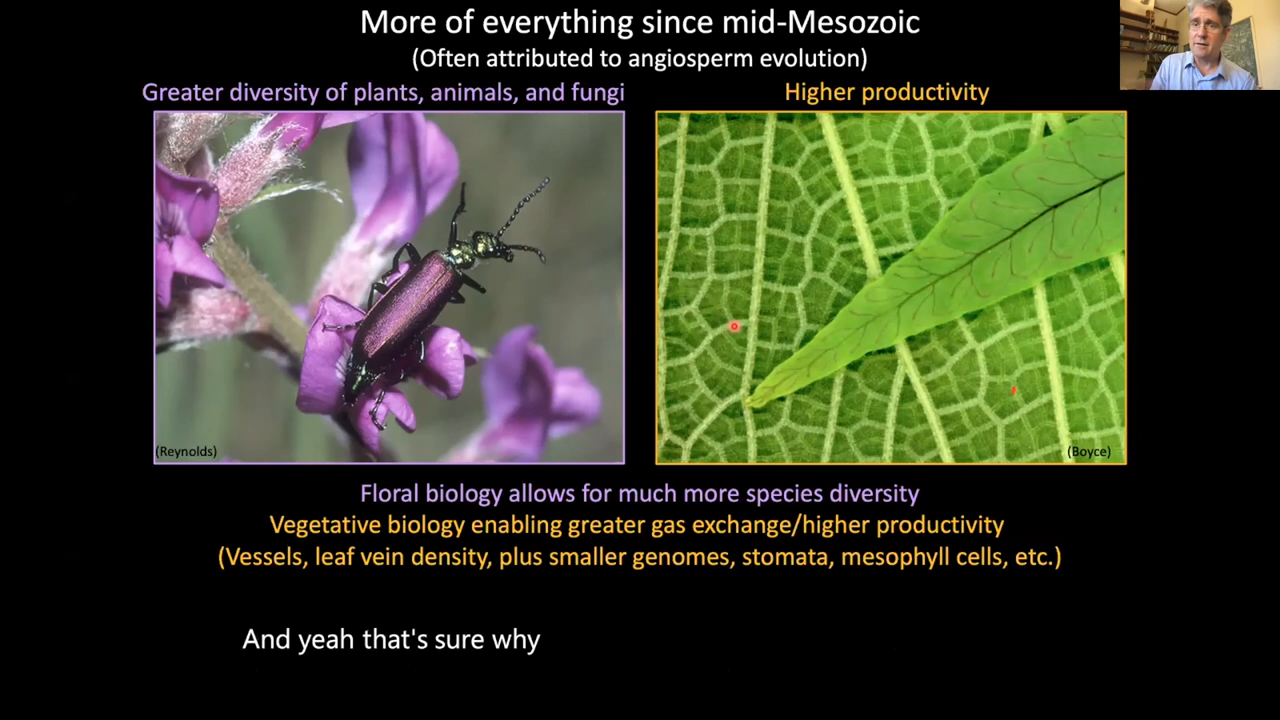 More of everything since mid-Mesozoic
(Often attributed to angiosperm evolution)
Greater diversity of plants, animals, and fungi
Higher productivity
(Reynolds)
(Boyce)
Floral biology allows for much more species diversity
Vegetative biology enabling greater gas exchange/higher productivity
(Vessels, leaf vein density, plus smaller genomes, stomata, mesophyll cells, etc.)
And yeah that's sure why